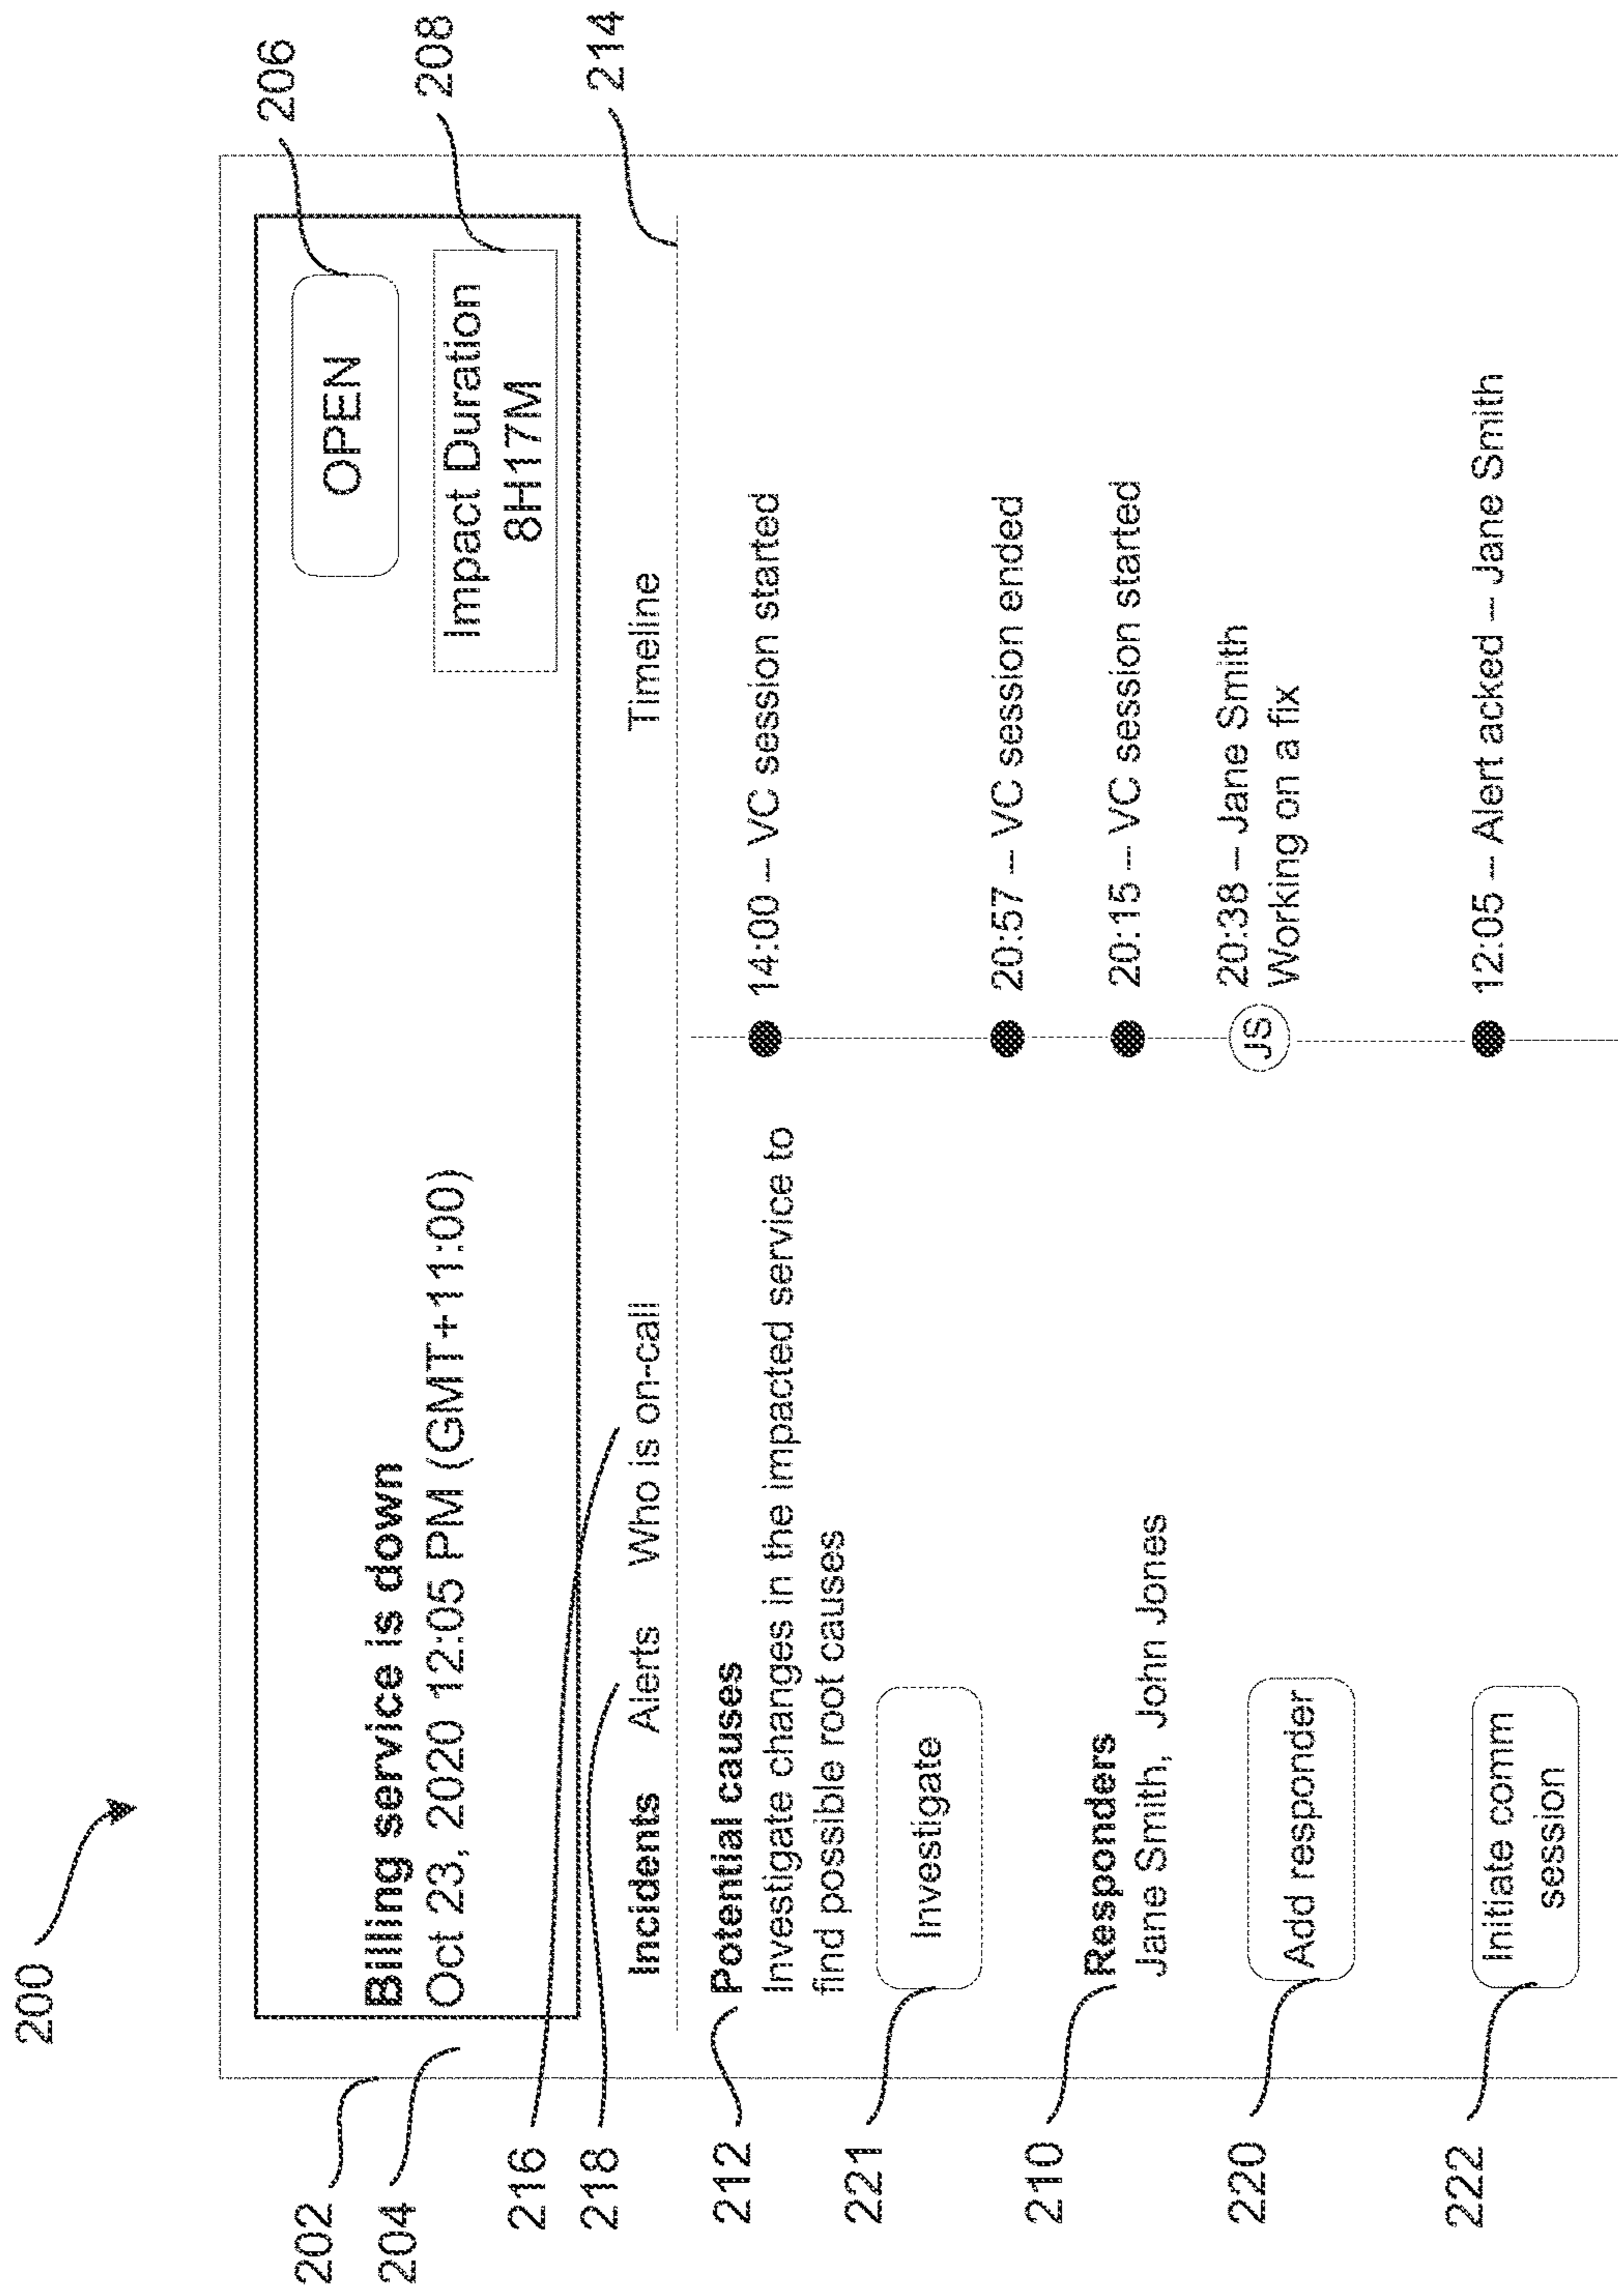 200
202
204
206
208
Billing service is down
Oct 23, 2020 12:05 PM (GMT+11:00)
OPEN
Impact Duration
8H17M
216
218
214
Incidents Alerts Who is on-call Timeline
212
Potential causes
Investigate changes in the impacted service to
find possible root causes
221
Investigate
210
Responders
Jane Smith, John Jones
220
Add responder
222
Initiate comm
session
14:00 -- VC session started
20:57 -- VC session ended
20:15 -- VC session started
JS
20:38 -- Jane Smith
Working on a fix
12:05 -- Alert acked -- Jane Smith